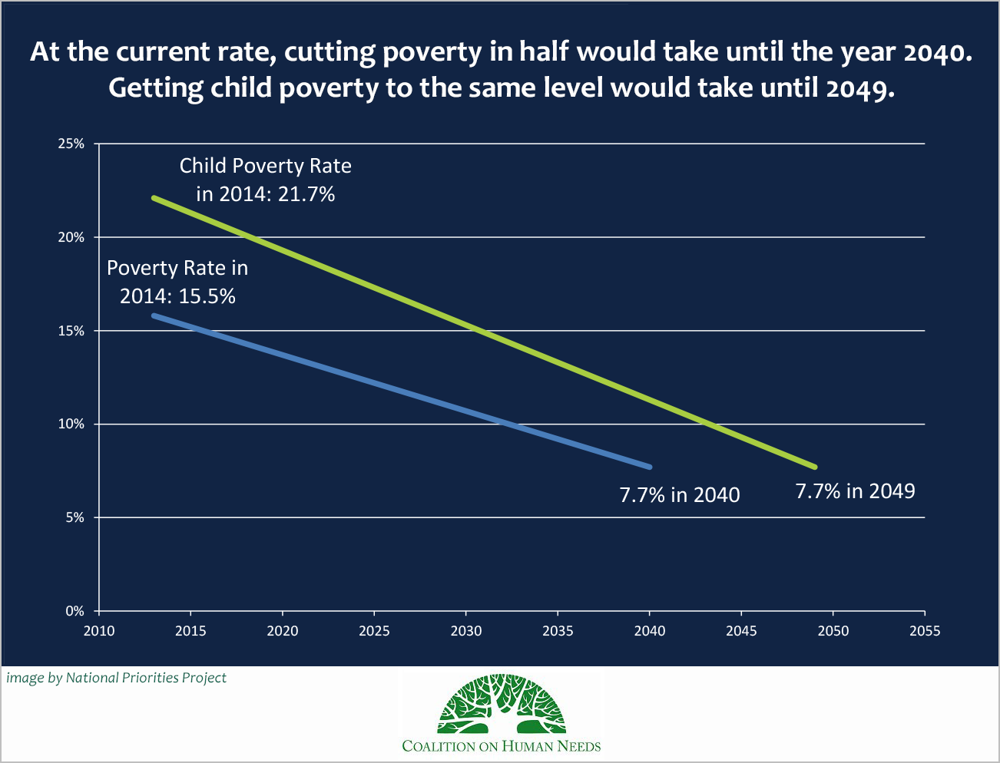 At the current rate, cutting poverty in half would take until the year 2040.
Getting child poverty to the same level would take until 2049.
25%
Child Poverty Rate
in 2014: 21.7%
20%
Poverty Rate in
2014: 15.5%
15%
10%
7.7% in 2040
7.7% in 2049
5%
0%
2010 2015 2020 2025 2030 2035 2040 2045 2050 2055
image by National Priorities Project
COALITION ON HUMAN NEEDS